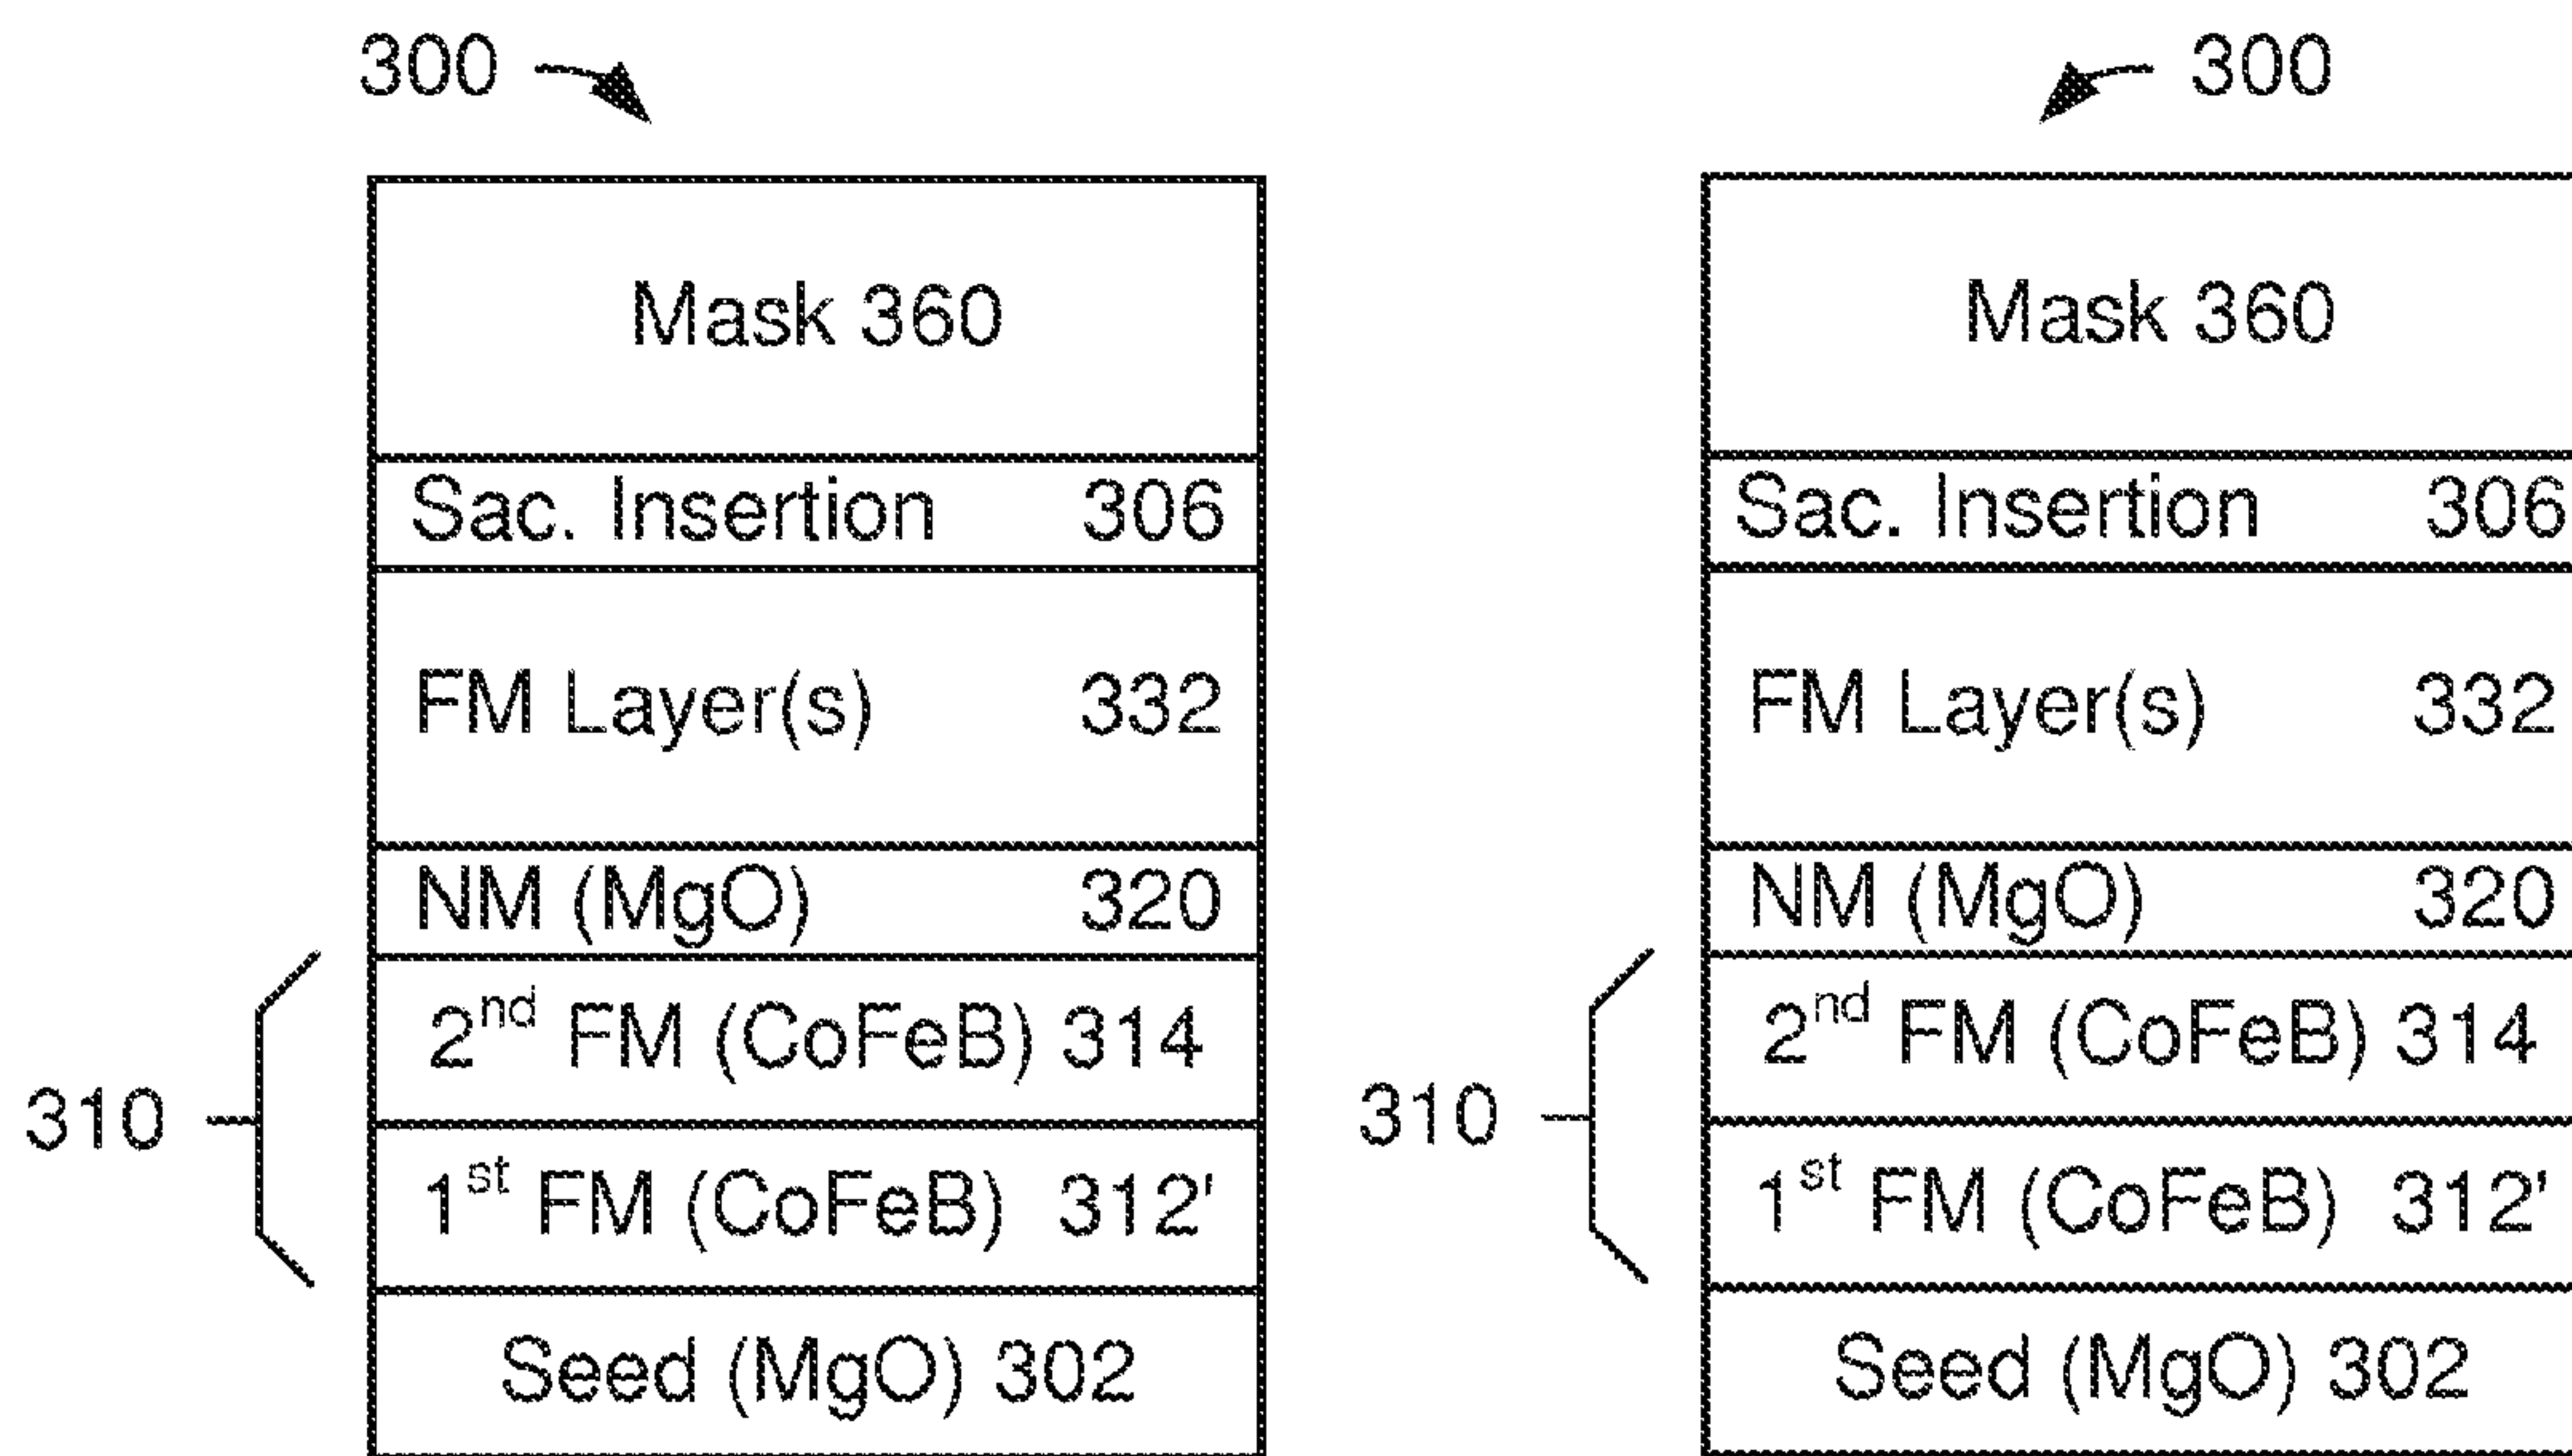 300
Mask 360
Sac. Insertion 306
FM Layer(s) 332
NM (MgO) 320
2nd FM (CoFeB) 314
310
1st FM (CoFeB) 312'
Seed (MgO) 302
300
Mask 360
Sac. Insertion 306
FM Layer(s) 332
NM (MgO) 320
2nd FM (CoFeB) 314
310
1st FM (CoFeB) 312'
Seed (MgO) 302